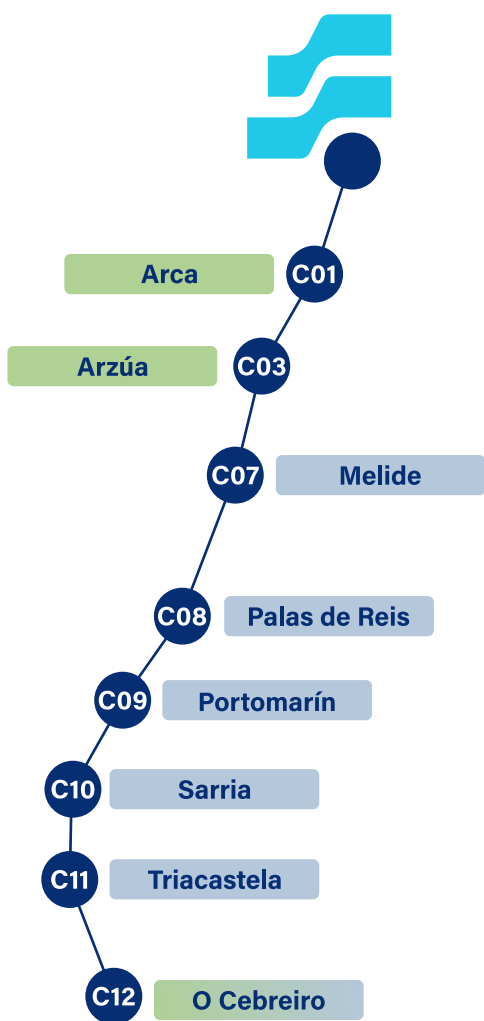 Arca C01
Arzúa C03
C07 Melide
C08 Palas de Reis
C09 Portomarín
C10 Sarria
C11 Triacastela
C12 O Cebreiro